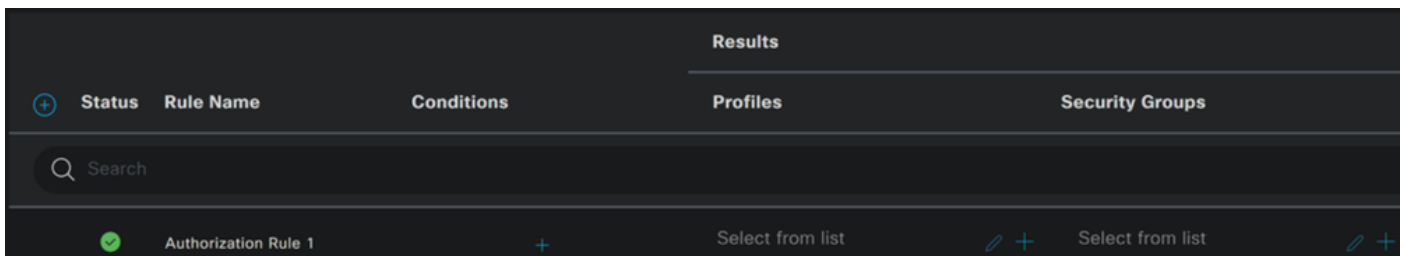 Results
Status Rule Name Conditions Profiles Security Groups
Search
Authorization Rule 1 Select from list Select from list